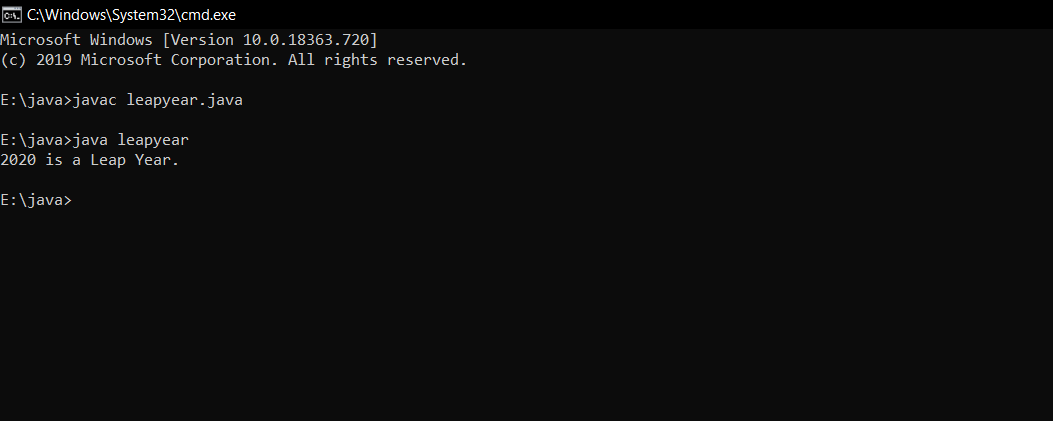 C:\Windows\System32\cmd.exe
Microsoft Windows [Version 10.0.18363.720]
(c) 2019 Microsoft Corporation. All rights reserved.
E:\java>javac leapyear.java
E:\java>java leapyear
2020 is a Leap Year.
E:\java>